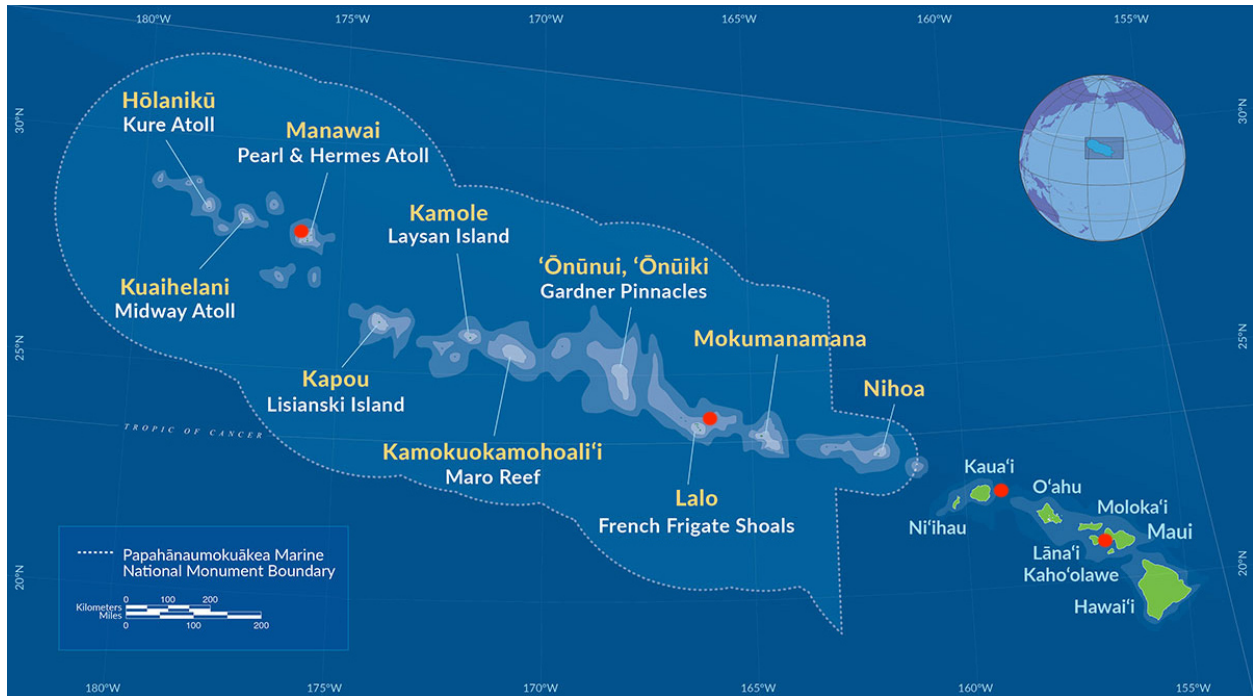 180°W 175°W 170°W 165°W 160°W 155°W
30°N
30°N
Hōlanikū
Kure Atoll
Manawai
Pearl & Hermes Atoll
Kamole
Laysan Island
ʻŌnūnui, ʻŌnūiki
Gardner Pinnacles
Mokumanamana
Nihoa
Kuaihelani
Midway Atoll
25°N
25°N
Kapou
Lisianski Island
TROPIC OF CANCER
Kamokuokamohoaliʻi
Maro Reef
Lalo
French Frigate Shoals
Kauaʻi
Niʻihau
Oʻahu
Molokaʻi
Maui
Lānaʻi
Kahoʻolawe
Hawaiʻi
20°N
20°N
Papahānaumokuākea Marine
National Monument Boundary
0 100 200
Kilometers
Miles
0 100 200
180°W 175°W 170°W 165°W 160°W 155°W